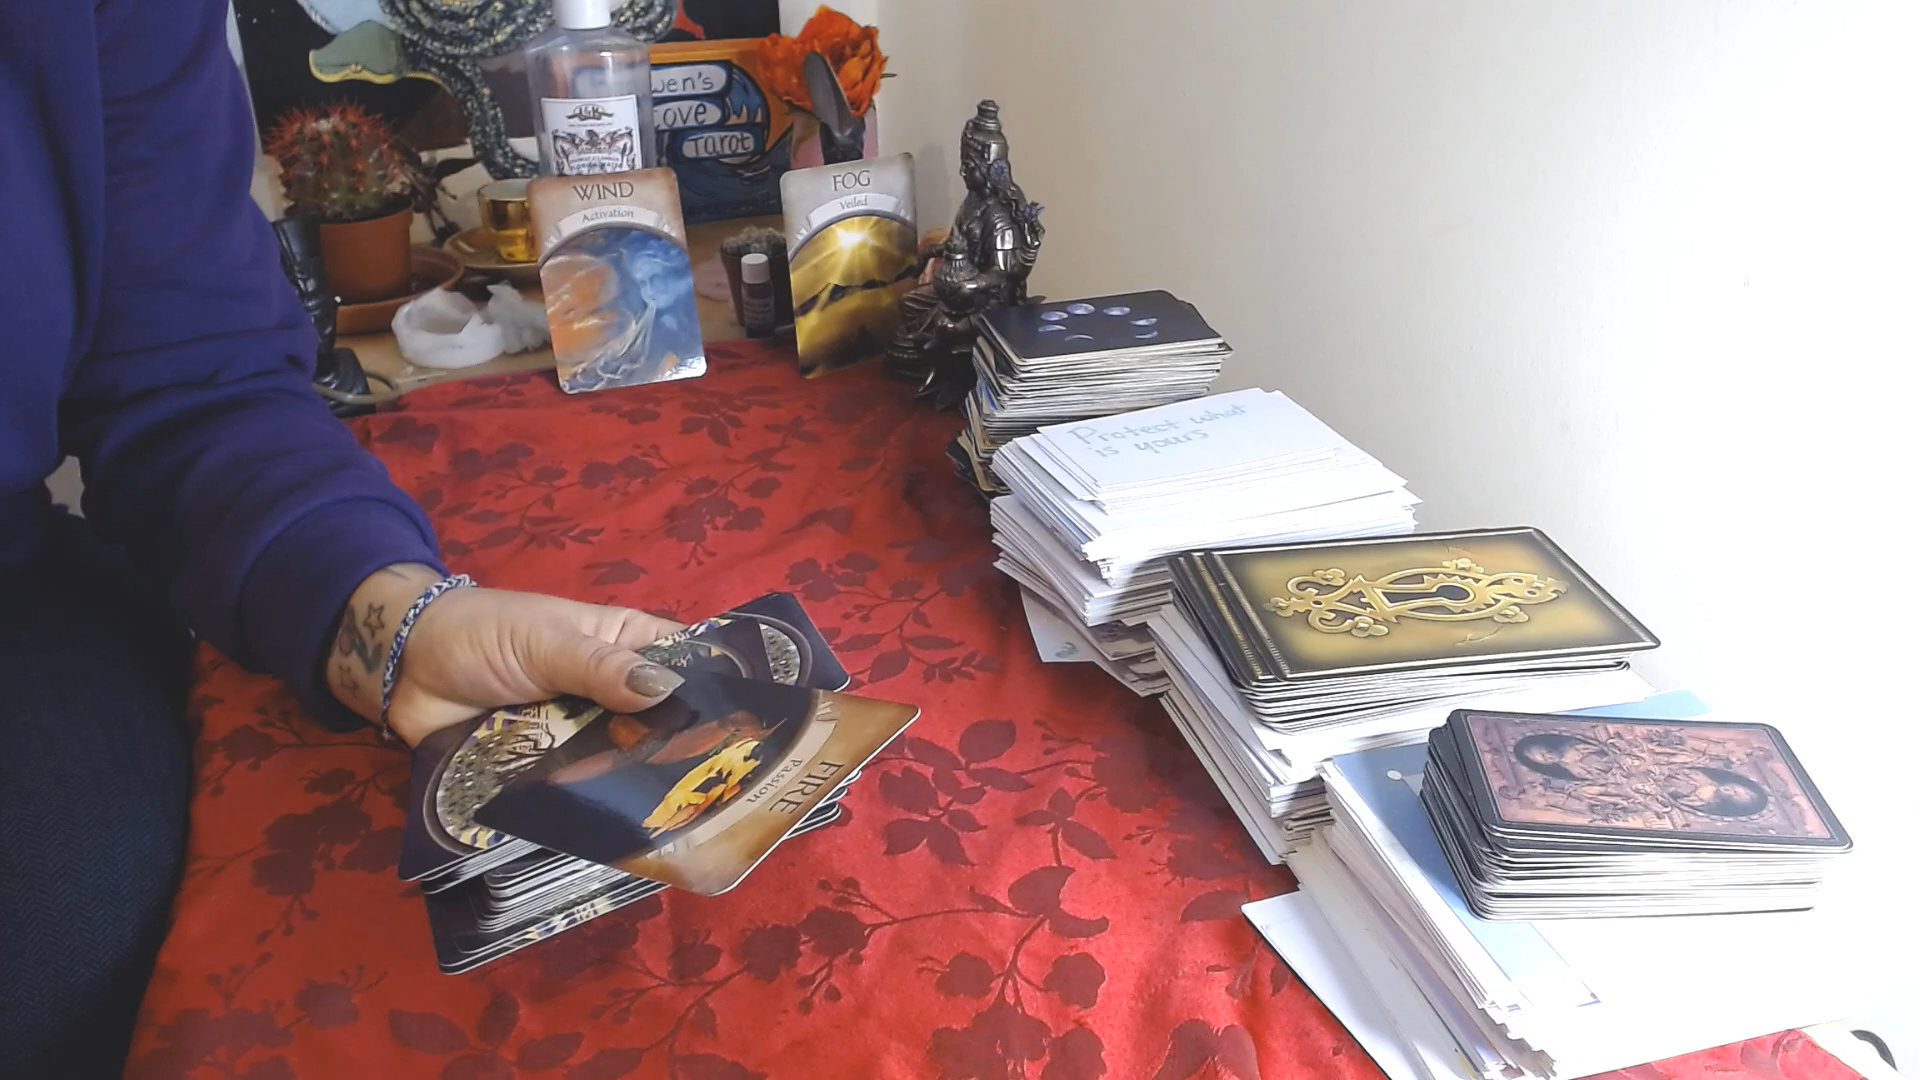 wen's
ove
Tarot
WIND
Activation
FOG
Veiled
Protect what
is yours
FIRE
Passion